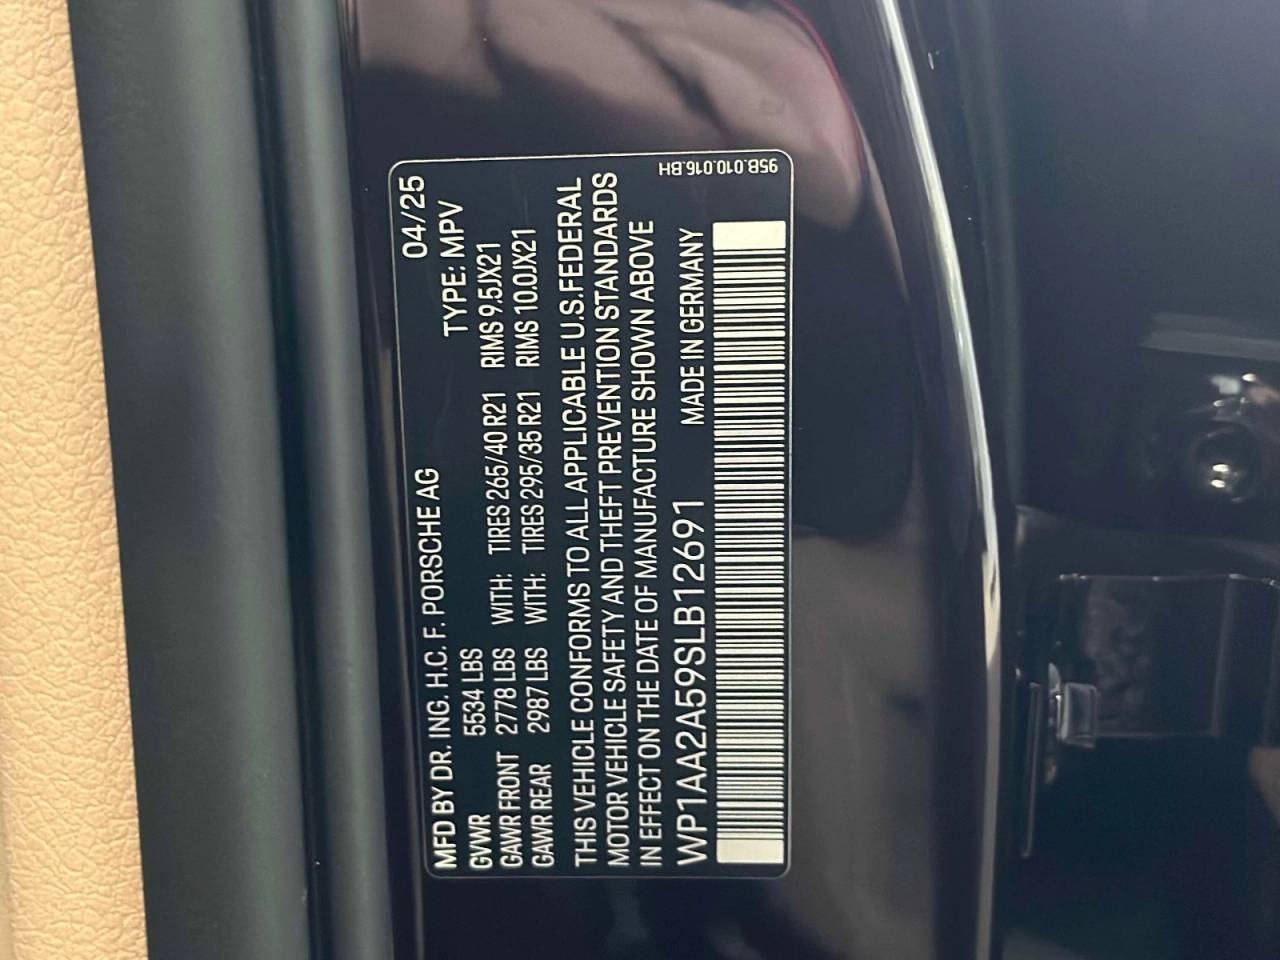 MFD BY DR. ING. H.C. F. PORSCHE AG 04/25
GVWR 5534 LBS TYPE: MPV
GAWR FRONT 2778 LBS WITH: TIRES 265/40 R21 RIMS 9.5JX21
GAWR REAR 2987 LBS WITH: TIRES 295/35 R21 RIMS 10.0JX21
THIS VEHICLE CONFORMS TO ALL APPLICABLE U.S.FEDERAL
MOTOR VEHICLE SAFETY AND THEFT PREVENTION STANDARDS
IN EFFECT ON THE DATE OF MANUFACTURE SHOWN ABOVE
WP1AA2A59SLB12691 MADE IN GERMANY
95B.010.016.BH